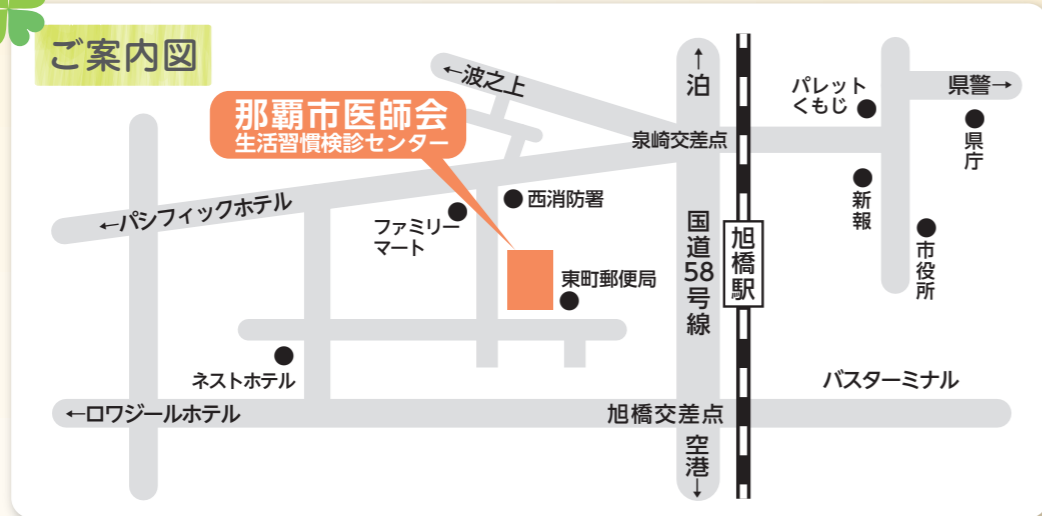 ご案内図
←波之上
↑泊
パレット
くもじ
県警→
那覇市医師会
生活習慣検診センター
泉崎交差点
県庁
←パシフィックホテル
ファミリー
マート
西消防署
新報
国道58号線
旭橋駅
市役所
東町郵便局
ネストホテル
バスターミナル
←ロワジールホテル
旭橋交差点
空港↓